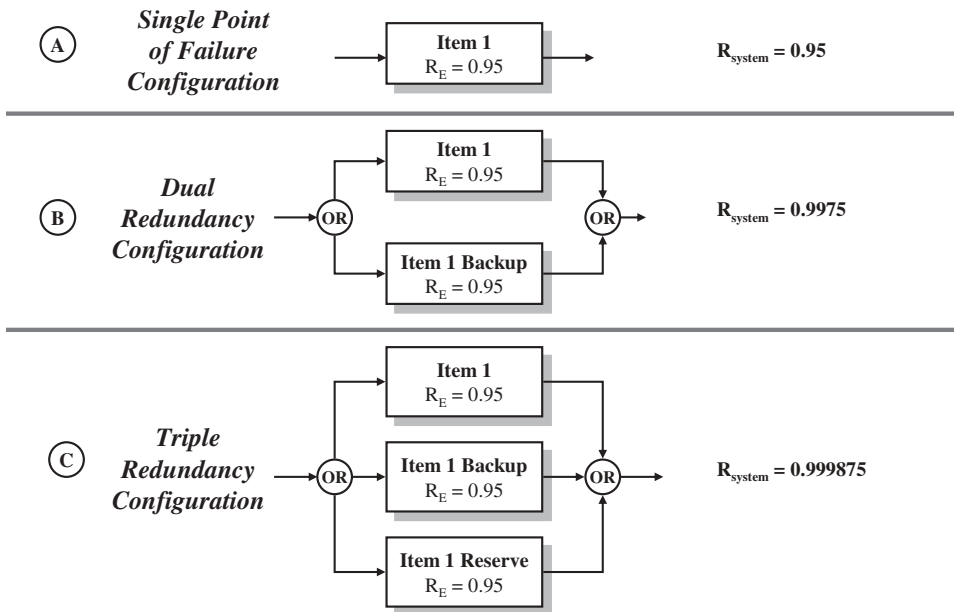 A
Single Point
of Failure
Configuration
Item 1
R_E = 0.95
R_system = 0.95
B
Dual
Redundancy
Configuration
OR
Item 1
R_E = 0.95
Item 1 Backup
R_E = 0.95
OR
R_system = 0.9975
C
Triple
Redundancy
Configuration
OR
Item 1
R_E = 0.95
Item 1 Backup
R_E = 0.95
Item 1 Reserve
R_E = 0.95
OR
R_system = 0.999875